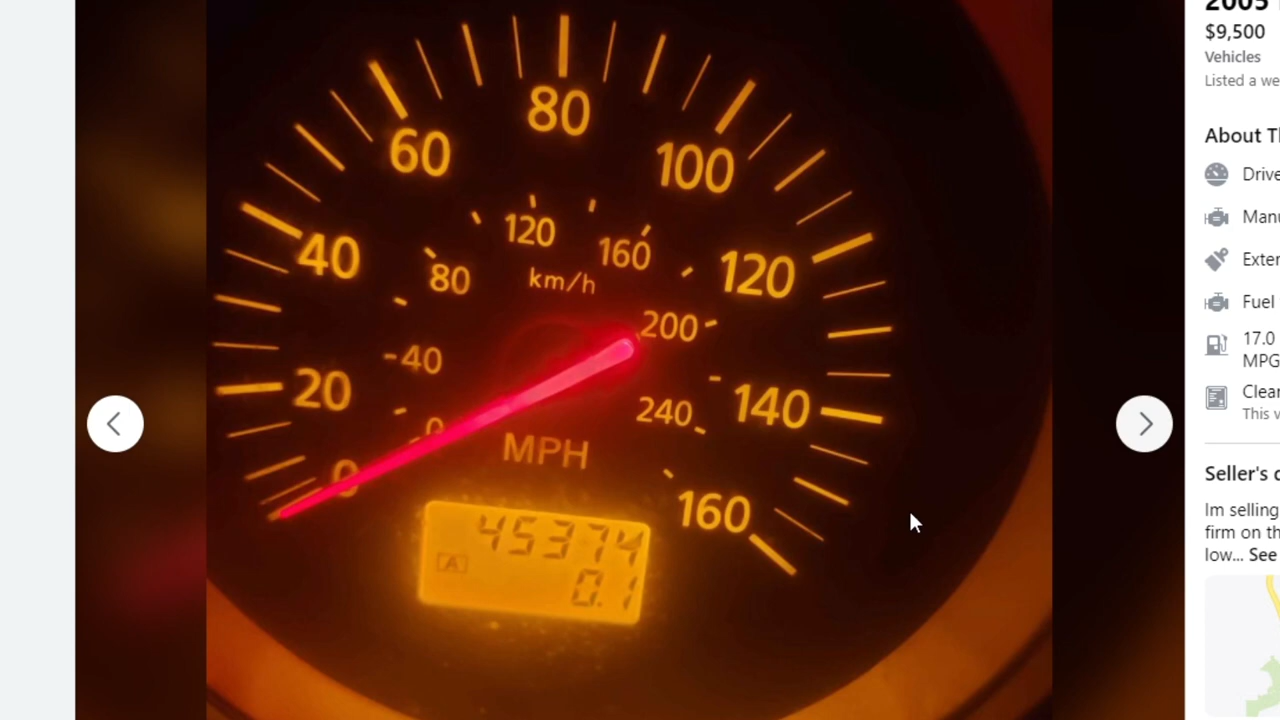 80
60
100
120
160
40
80
km/h
120
200
-40
20
240
140
0
MPH
0
160
45374
A
0.1
2005
$9,500
Vehicles
Listed a we
About Th
Drive
Manu
Exter
Fuel
17.0
MPG
Clear
This v
Seller's d
Im selling
firm on th
low... See